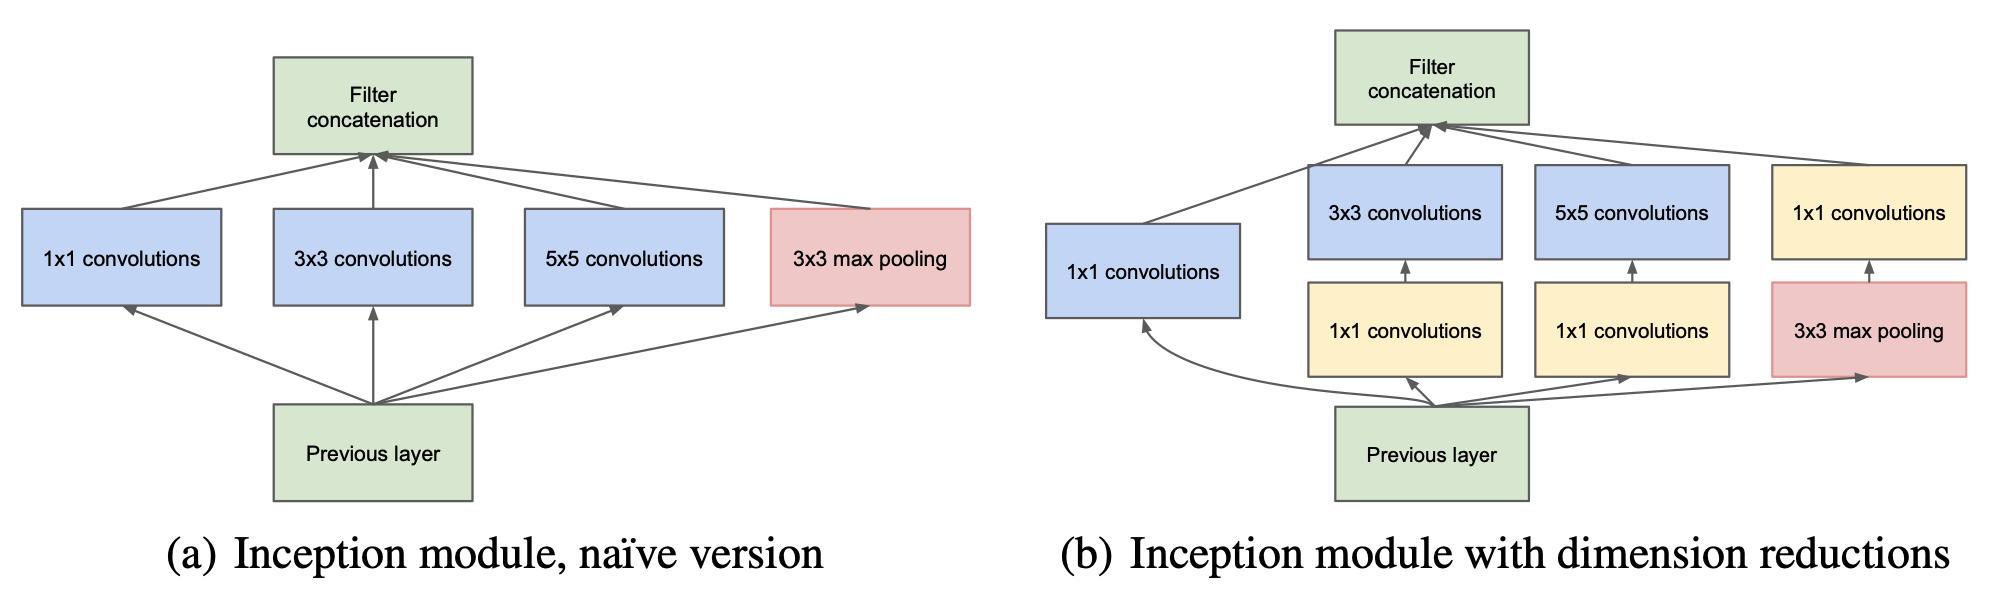 Filter
concatenation
1x1 convolutions
3x3 convolutions
5x5 convolutions
3x3 max pooling
Previous layer
(a) Inception module, naïve version
Filter
concatenation
3x3 convolutions
5x5 convolutions
1x1 convolutions
1x1 convolutions
1x1 convolutions
1x1 convolutions
3x3 max pooling
Previous layer
(b) Inception module with dimension reductions